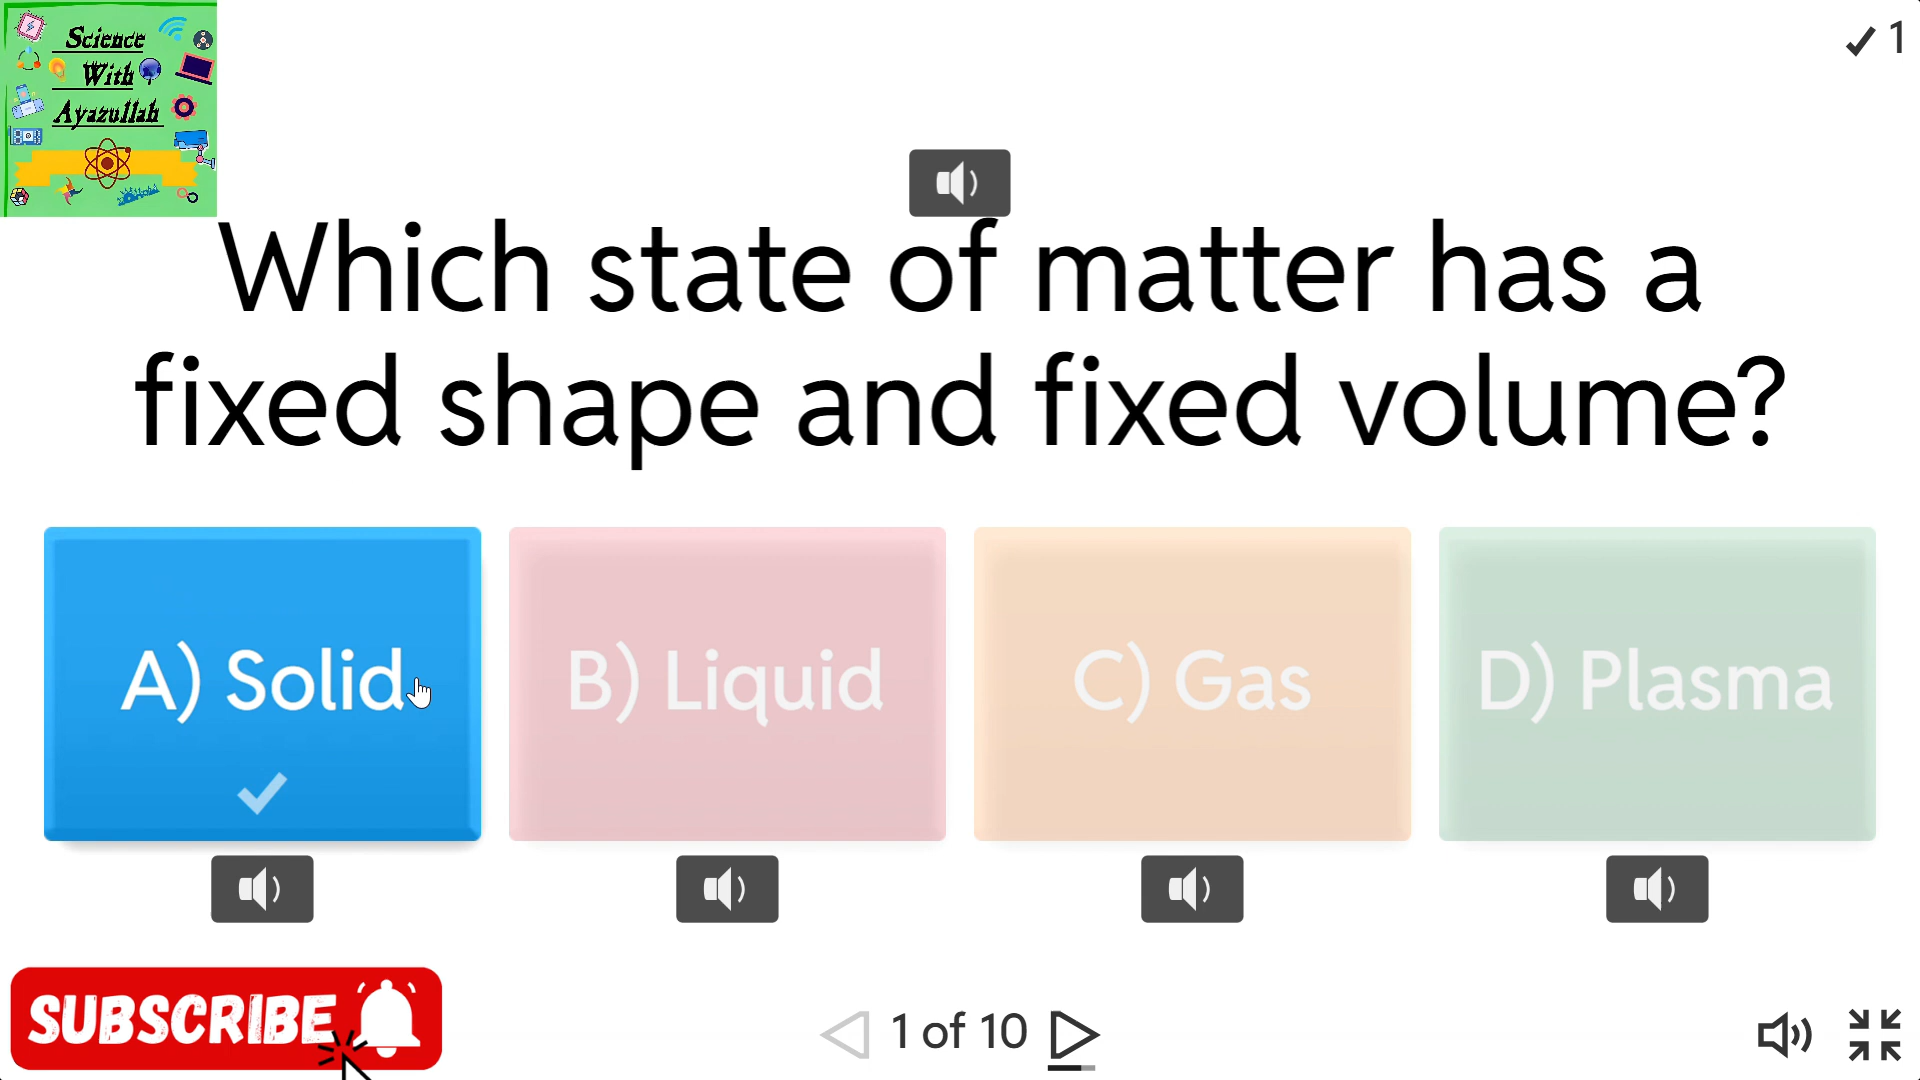 Science
With
Ayazullah
1
Which state of matter has a
fixed shape and fixed volume?
A) Solid
B) Liquid
C) Gas
D) Plasma
SUBSCRIBE
1 of 10